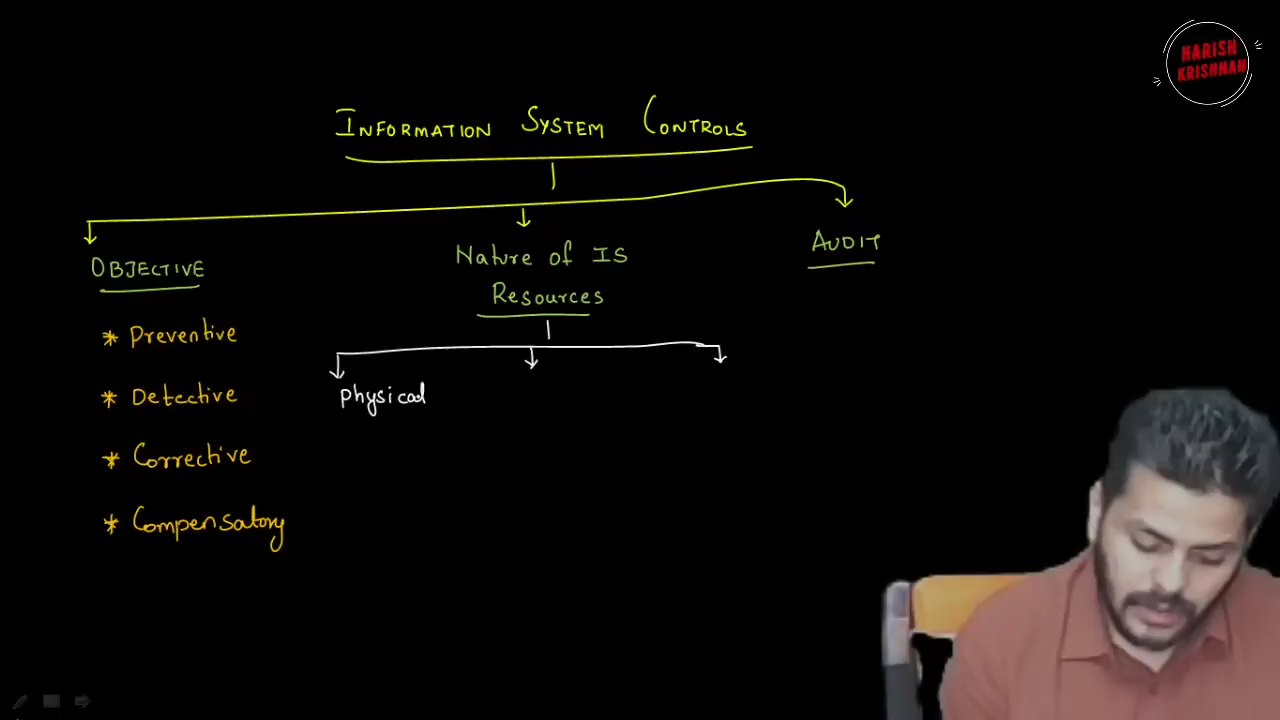 HARISH
KRISHNAN
INFORMATION SYSTEM CONTROLS
OBJECTIVE
* Preventive
* Detective
* Corrective
* Compensatory
Nature of IS
Resources
Physical
AUDIT